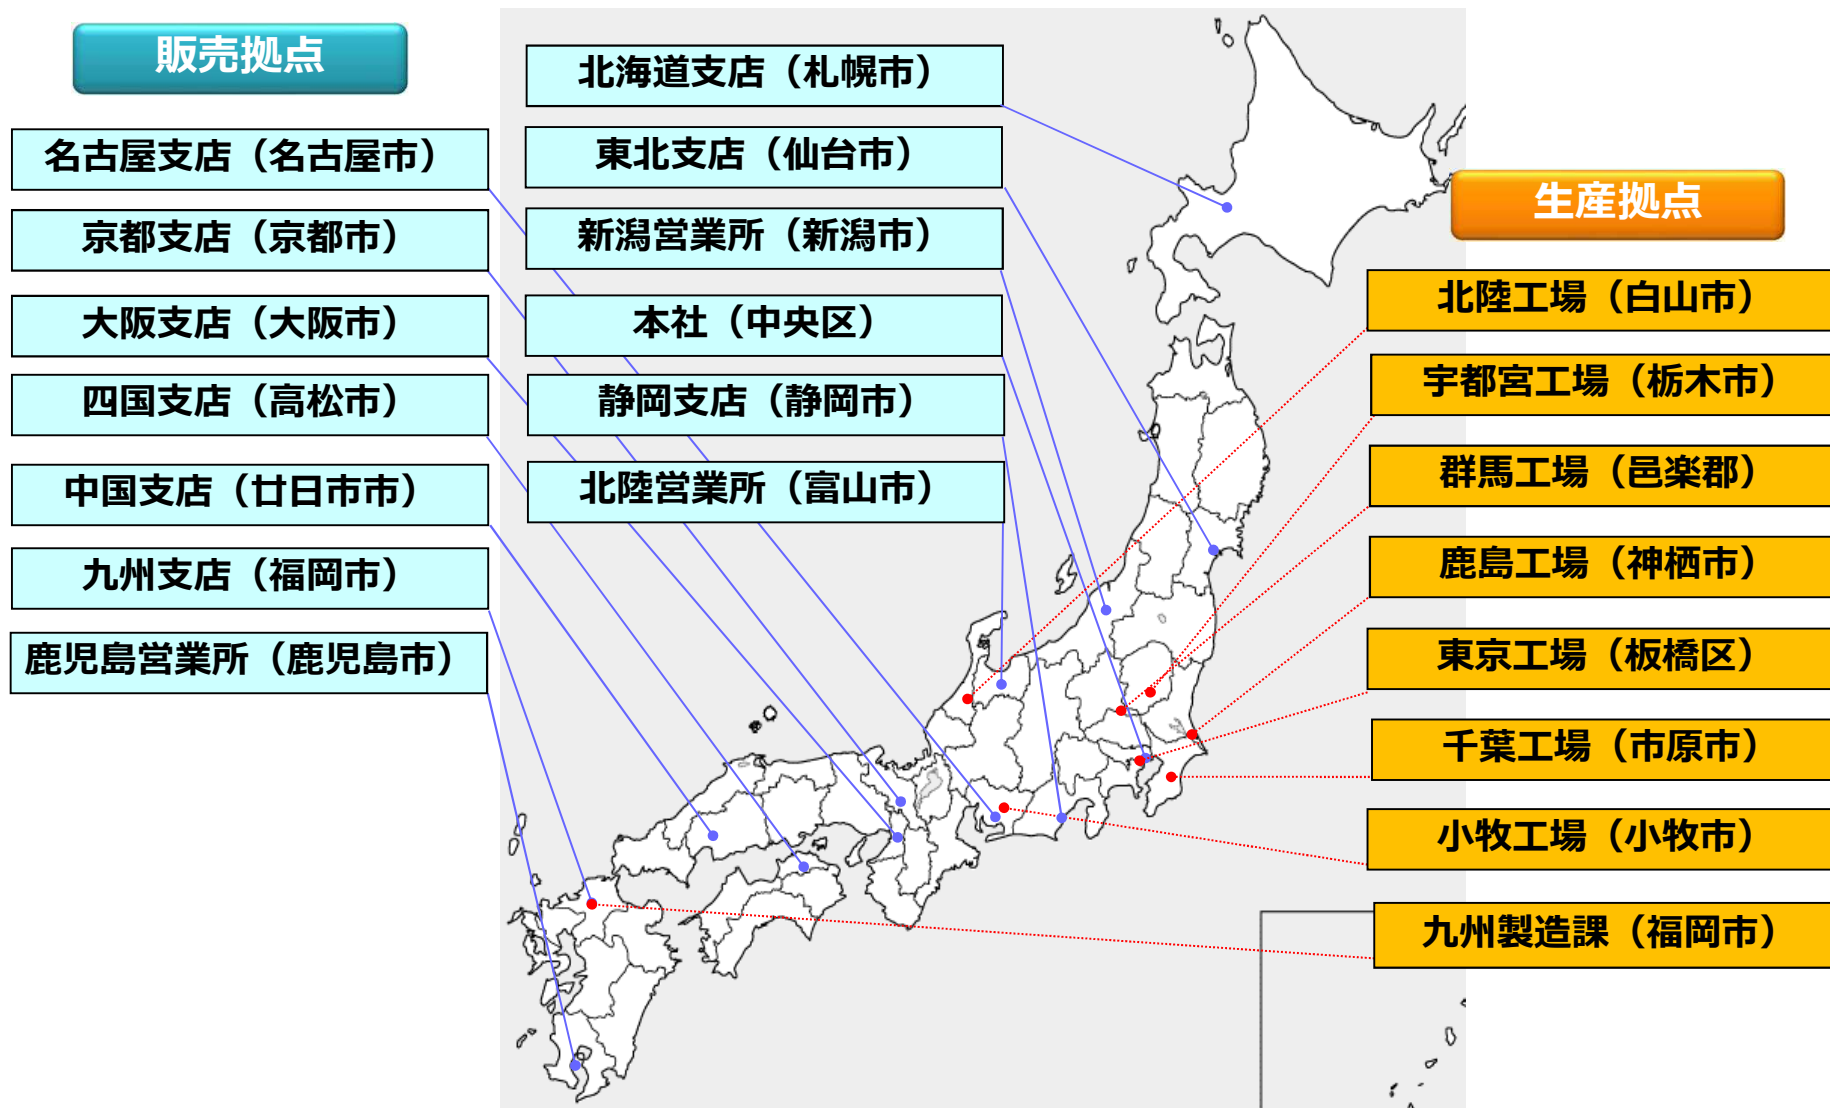 販売拠点
名古屋支店（名古屋市）
京都支店（京都市）
大阪支店（大阪市）
四国支店（高松市）
中国支店（廿日市市）
九州支店（福岡市）
鹿児島営業所（鹿児島市）
北海道支店（札幌市）
東北支店（仙台市）
新潟営業所（新潟市）
本社（中央区）
静岡支店（静岡市）
北陸営業所（富山市）
生産拠点
北陸工場（白山市）
宇都宮工場（栃木市）
群馬工場（邑楽郡）
鹿島工場（神栖市）
東京工場（板橋区）
千葉工場（市原市）
小牧工場（小牧市）
九州製造課（福岡市）